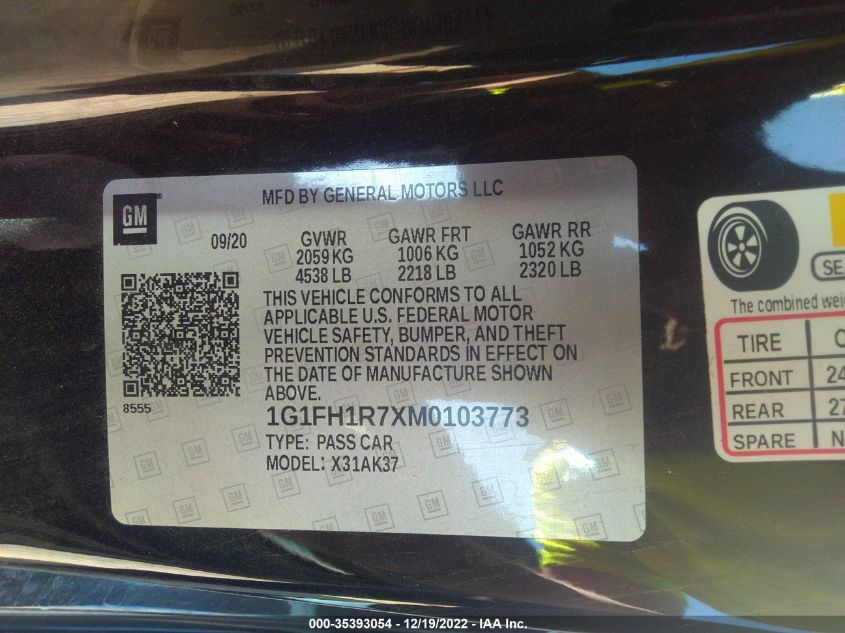 MFD BY GENERAL MOTORS LLC
GM
09/20
GVWR GAWR FRT GAWR RR
2059 KG 1006 KG 1052 KG
4538 LB 2218 LB 2320 LB
THIS VEHICLE CONFORMS TO ALL
APPLICABLE U.S. FEDERAL MOTOR
VEHICLE SAFETY, BUMPER, AND THEFT
PREVENTION STANDARDS IN EFFECT ON
THE DATE OF MANUFACTURE SHOWN
ABOVE.
8555
1G1FH1R7XM0103773
TYPE: PASS CAR
MODEL: X31AK37
The combined
TIRE
FRONT 24
REAR 27
SPARE
000-35393054 - 12/19/2022 - IAA Inc.